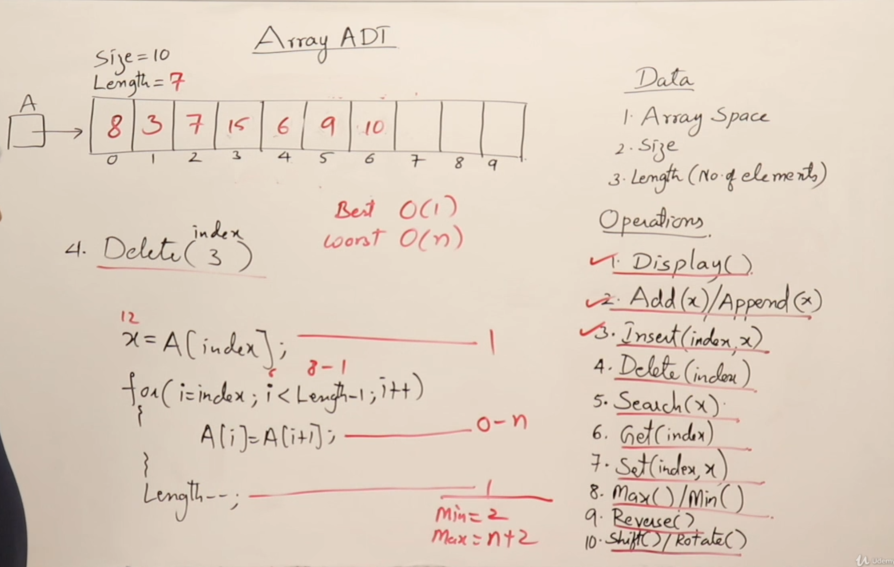 Array ADT
Size = 10
Length = 7
A
8 3 7 15 6 9 10
0 1 2 3 4 5 6 7 8 9
Best O(1)
worst O(n)
index
4. Delete(3)
12
x = A[index]; 1
8-1
for(i=index; i<Length-1; i++)
{
A[i]=A[i+1]; 0-n
}
Length--; 1
Min=2
Max=n+2
Data
1. Array Space
2. Size
3. Length (No. of elements)
Operations
1. Display()
2. Add(x)/Append(x)
3. Insert(index,x)
4. Delete(index)
5. Search(x)
6. Get(index)
7. Set(index,x)
8. Max()/Min()
9. Reverse()
10. Shift()/Rotate()